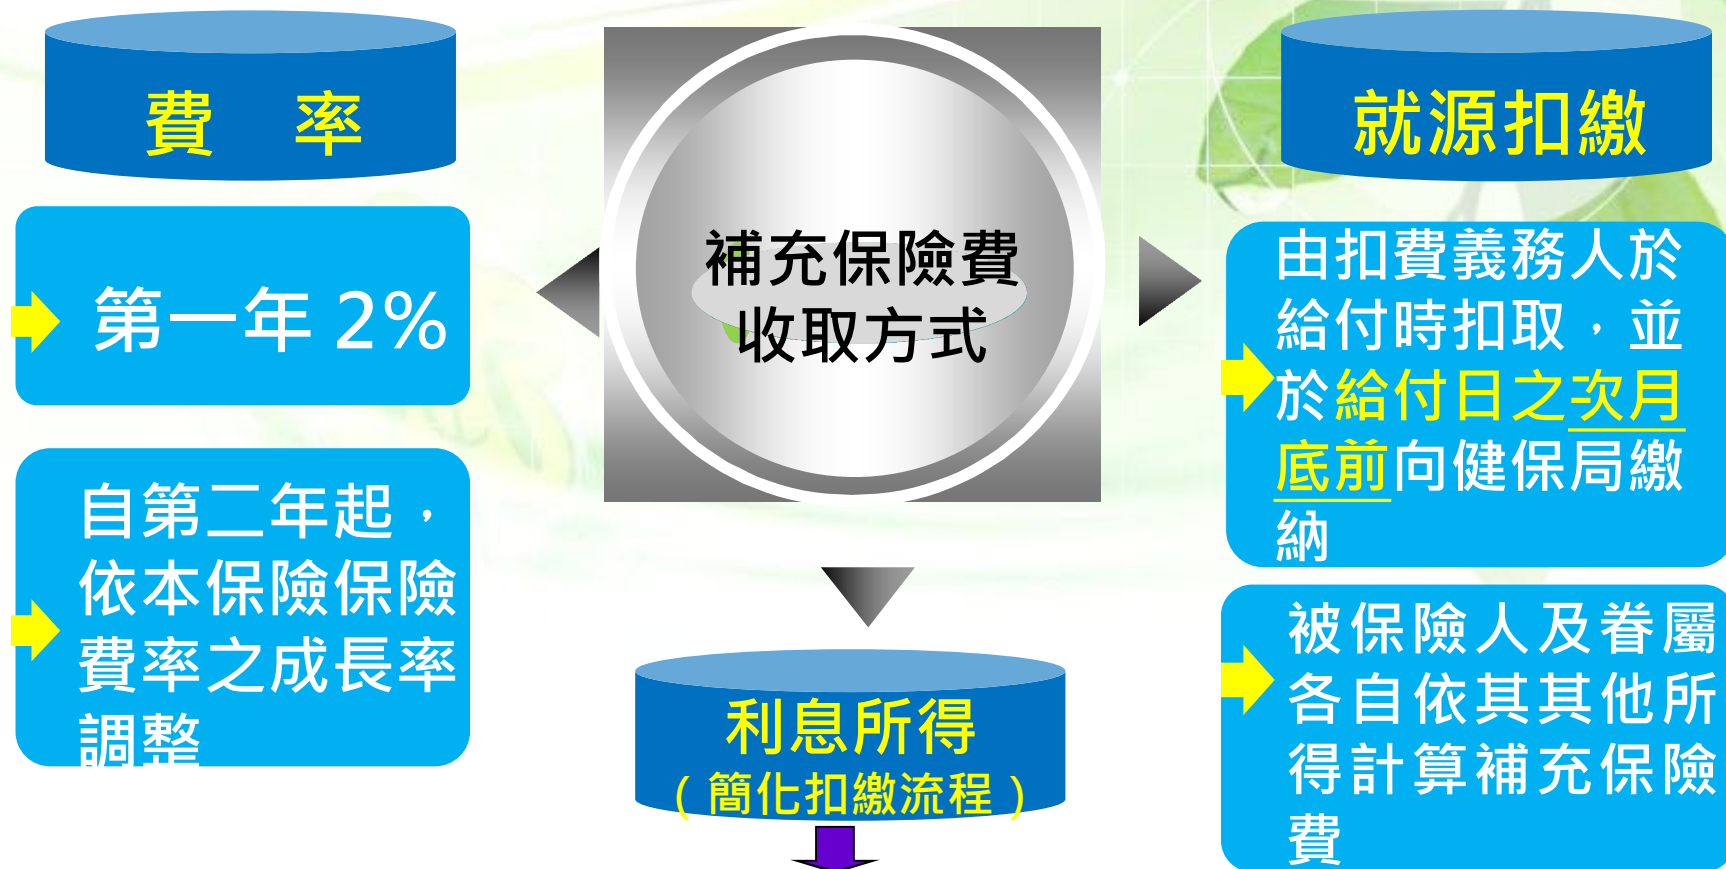 費 率
第一年 2%
自第二年起，
依本保險保險
費率之成長率
調整
補充保險費
收取方式
利息所得
(簡化扣繳流程)
就源扣繳
由扣費義務人於
給付時扣取，並
於給付日之次月
底前向健保局繳
納
被保險人及眷屬
各自依其其他所
得計算補充保險
費